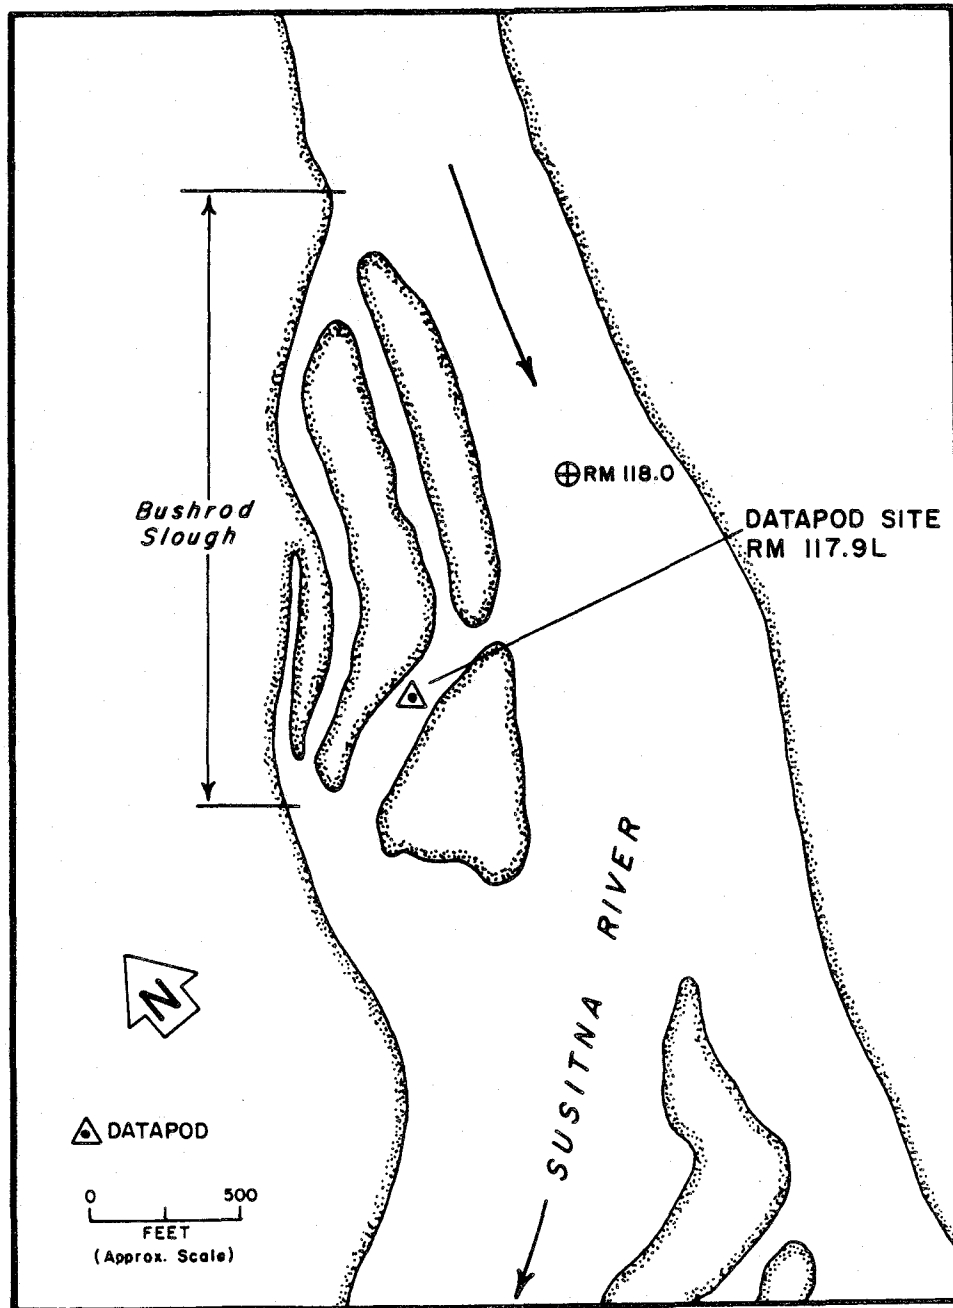 RM 118.0
DATAPOD SITE
RM 117.9L
Bushrod
Slough
SUSITNA RIVER
N
DATAPOD
0 500
FEET
(Approx. Scale)